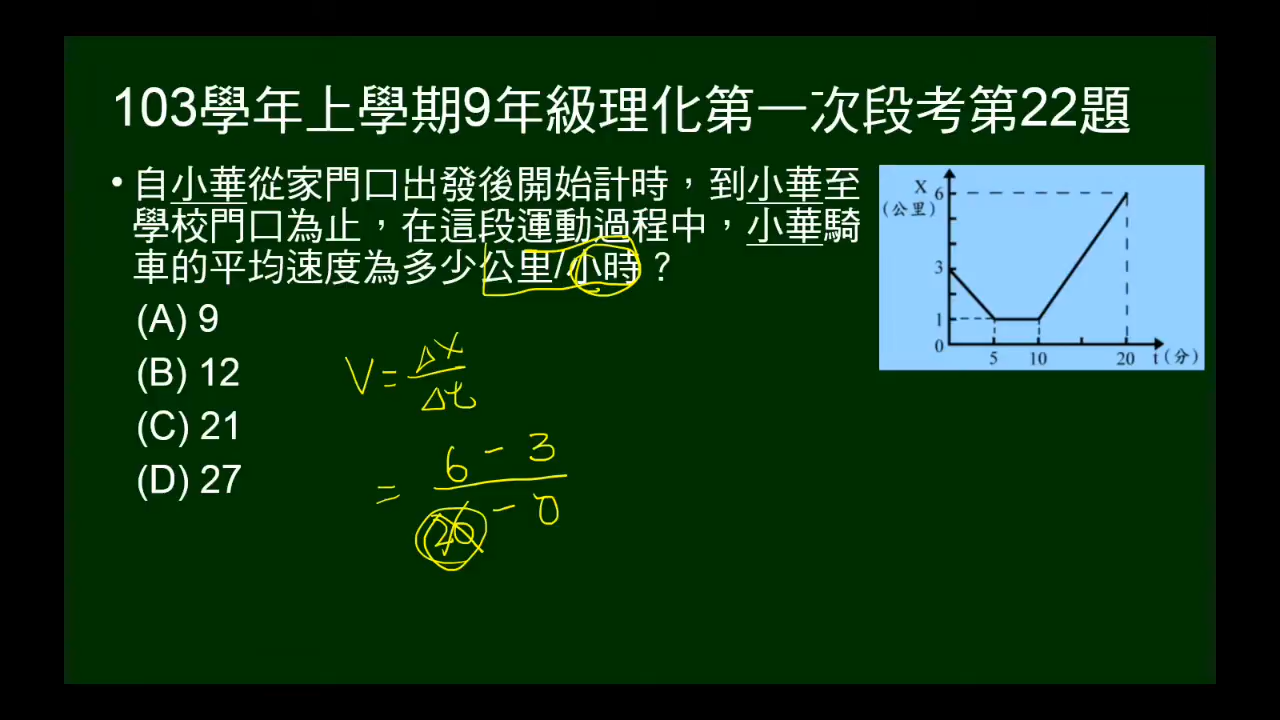 103學年上學期9年級理化第一次段考第22題
• 自小華從家門口出發後開始計時，到小華至
學校門口為止，在這段運動過程中，小華騎
車的平均速度為多少公里/小時？
(A) 9
(B) 12
(C) 21
(D) 27
V = Δx
Δt
= 6 - 3
20 - 0
X
(公里)
6
3
1
0
5 10 20 t(分)